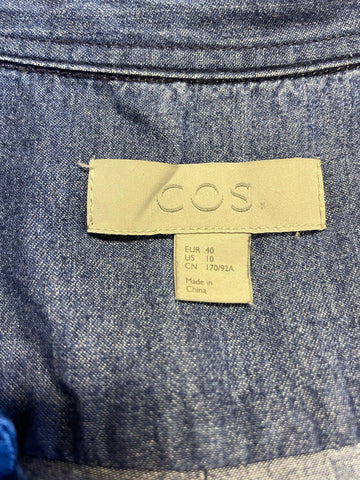 COS
EUR 40
US 10
CN 170/92A
Made in
China